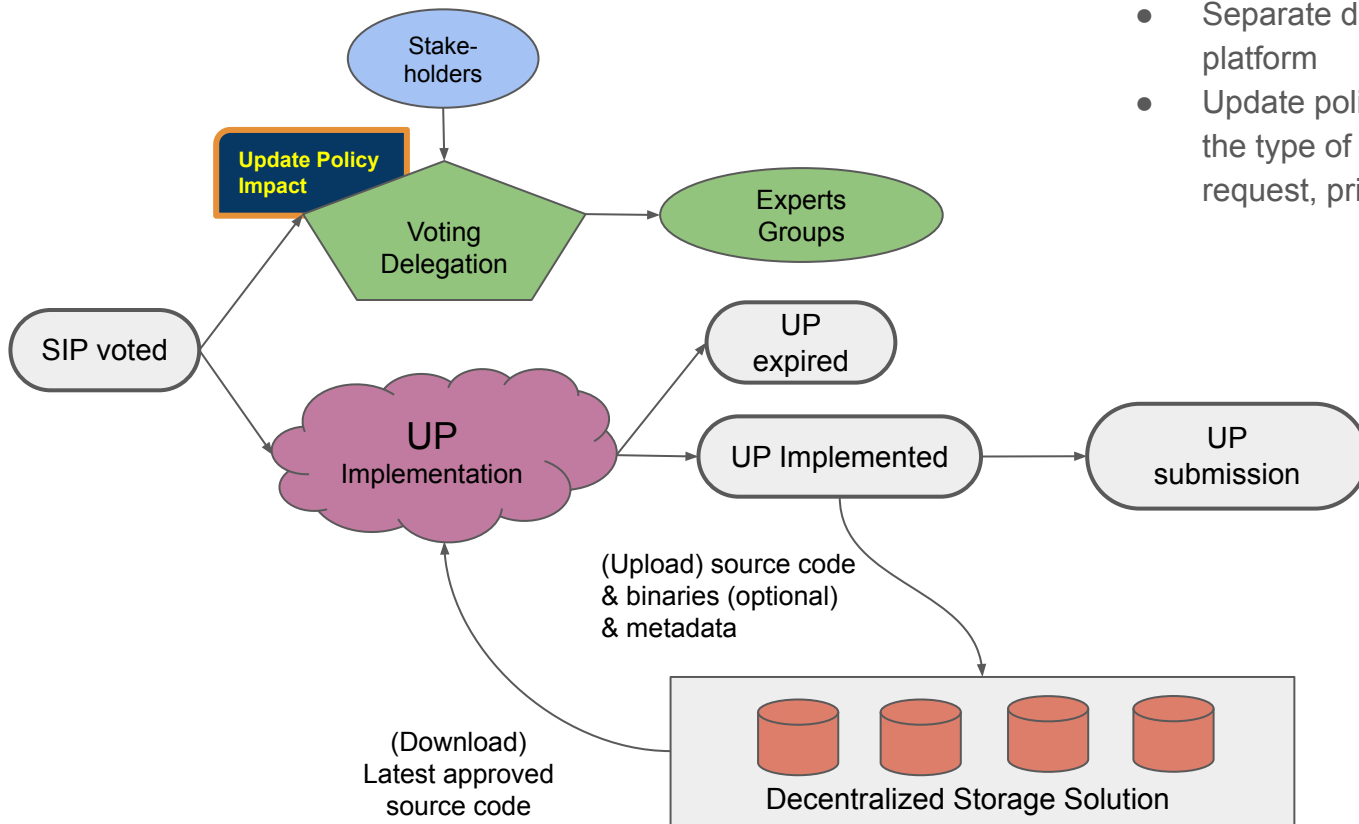 Stake-
holders
● Separate d
platform
● Update poli
the type of
request, pri
Update Policy
Impact
Voting
Delegation
Experts
Groups
SIP voted
UP
expired
UP
Implementation
UP Implemented
UP
submission
(Upload) source code
& binaries (optional)
& metadata
(Download)
Latest approved
source code
Decentralized Storage Solution